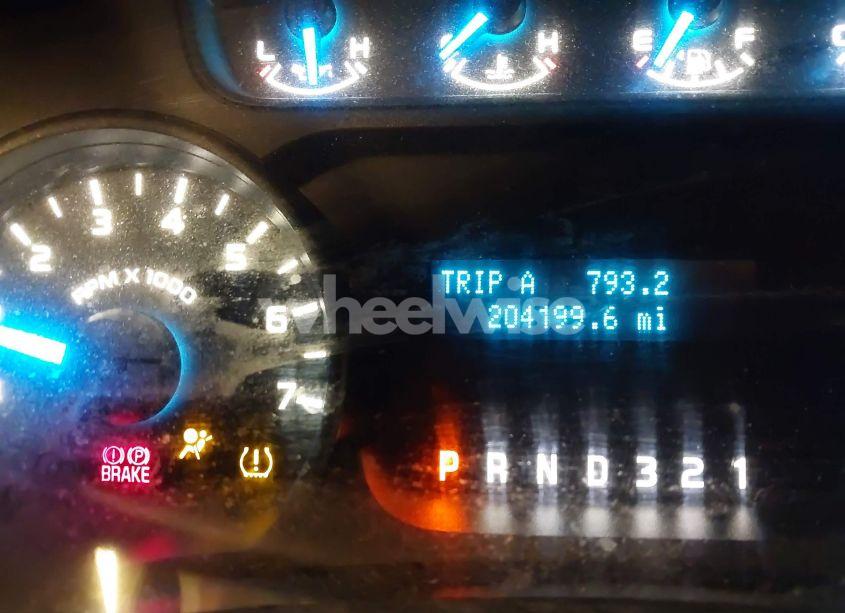 L H H E F
2 3 4 5 6 7
RPM X 1000
TRIP A 793.2
204199.6 mi
wheelwise
BRAKE
P R N D 3 2 1